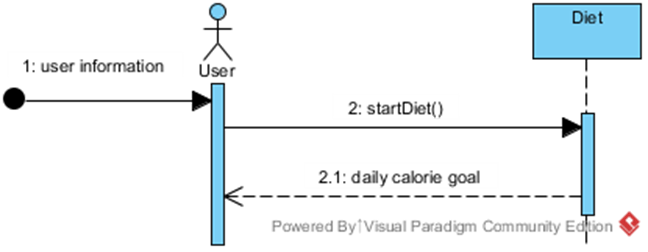 Diet
1: user information
User
2: startDiet()
2.1: daily calorie goal
Powered By Visual Paradigm Community Edition